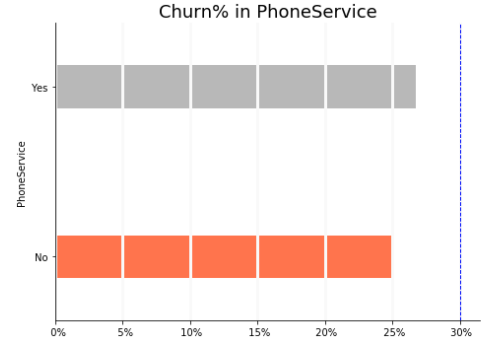 Churn% in PhoneService
Yes
PhoneService
No
0% 5% 10% 15% 20% 25% 30%